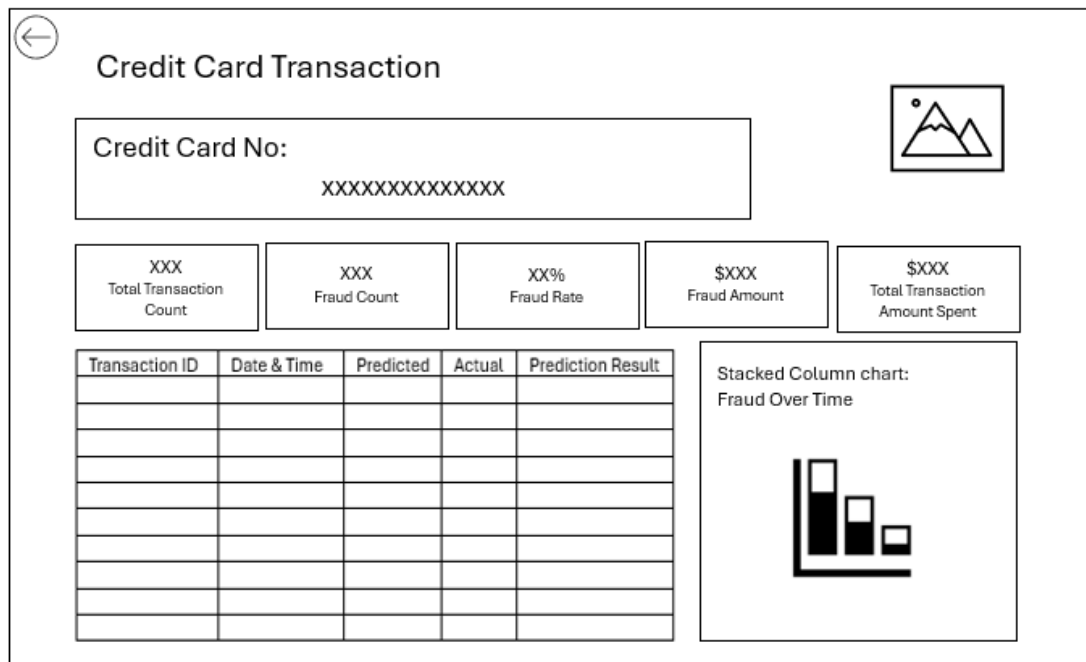 Credit Card Transaction
Credit Card No:
XXXXXXXXXXXXXX
XXX
Total Transaction
Count
XXX
Fraud Count
XX%
Fraud Rate
$XXX
Fraud Amount
$XXX
Total Transaction
Amount Spent
Transaction ID Date & Time Predicted Actual Prediction Result
Stacked Column chart:
Fraud Over Time